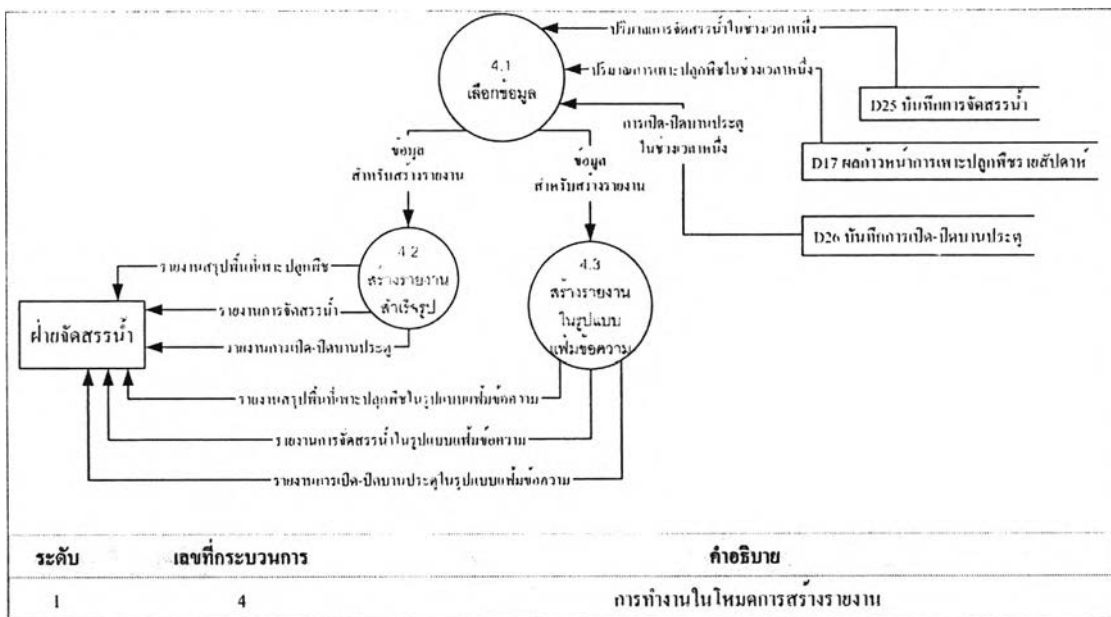 ปริมาณการจัดสรรน้ำในช่วงเวลาหนึ่ง
4.1
เลือกข้อมูล
ปริมาณการเพาะปลูกพืชในช่วงเวลาหนึ่ง
D25 บันทึกการจัดสรรน้ำ
การเปิด-ปิดบานประตู
ในช่วงเวลาหนึ่ง
ข้อมูล
สำหรับสร้างรายงาน
ข้อมูล
สำหรับสร้างรายงาน
D17 ผลก้าวหน้าการเพาะปลูกพืชรายสัปดาห์
D26 บันทึกการเปิด-ปิดบานประตู
4.2
สร้างรายงาน
สำเร็จรูป
4.3
สร้างรายงาน
ในรูปแบบ
แฟ้มข้อความ
รายงานสรุปพื้นที่เพาะปลูกพืช
รายงานการจัดสรรน้ำ
รายงานการเปิด-ปิดบานประตู
ฝ่ายจัดสรรน้ำ
รายงานสรุปพื้นที่เพาะปลูกพืชในรูปแบบแฟ้มข้อความ
รายงานการจัดสรรน้ำในรูปแบบแฟ้มข้อความ
รายงานการเปิด-ปิดบานประตูในรูปแบบแฟ้มข้อความ
ระดับ เลขที่กระบวนการ คำอธิบาย
1 4 การทำงานในโหมดการสร้างรายงาน